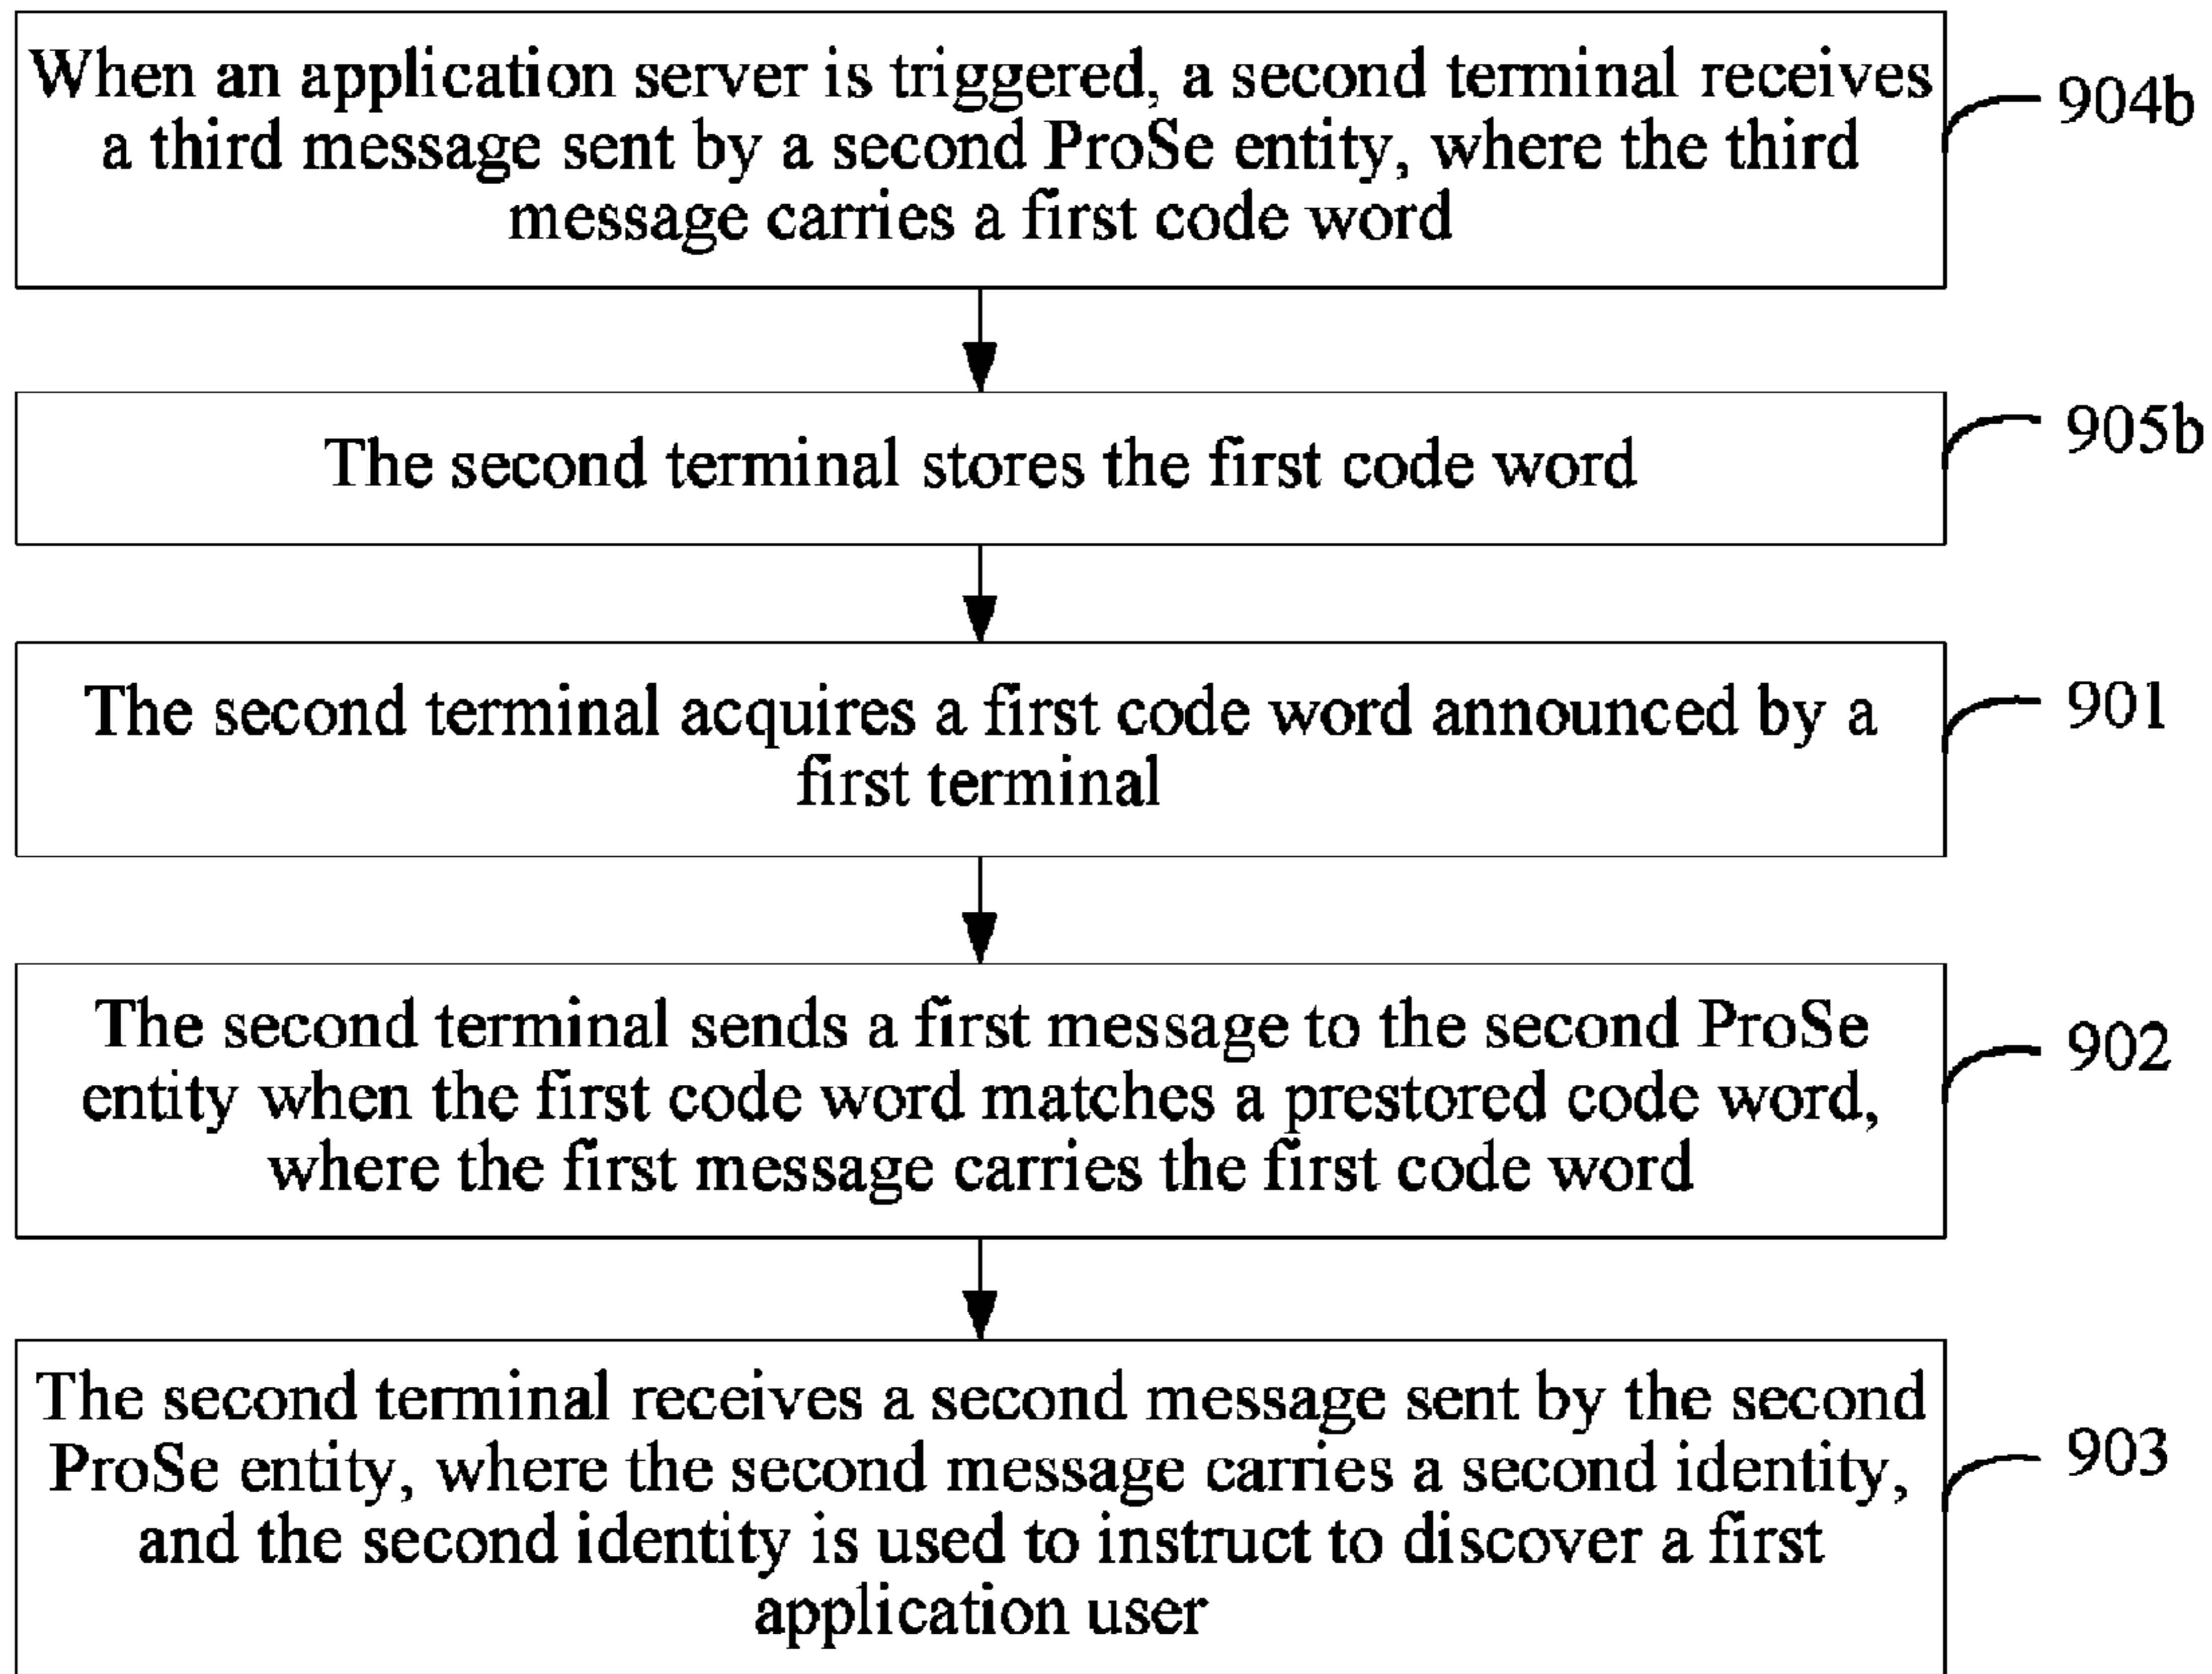 When an application server is triggered, a second terminal receives
a third message sent by a second ProSe entity, where the third
message carries a first code word
904b
The second terminal stores the first code word
905b
The second terminal acquires a first code word announced by a
first terminal
901
The second terminal sends a first message to the second ProSe
entity when the first code word matches a prestored code word,
where the first message carries the first code word
902
The second terminal receives a second message sent by the second
ProSe entity, where the second message carries a second identity,
and the second identity is used to instruct to discover a first
application user
903